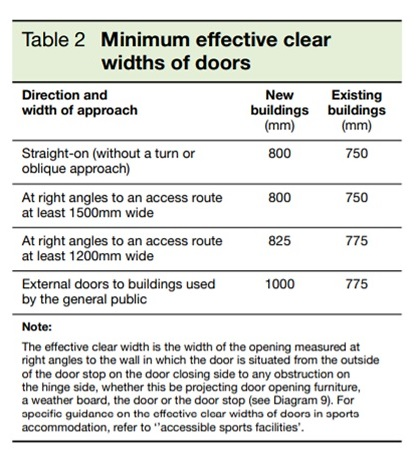 Table 2 Minimum effective clear
widths of doors
Direction and New Existing
width of approach buildings buildings
(mm) (mm)
Straight-on (without a turn or 800 750
oblique approach)
At right angles to an access route 800 750
at least 1500mm wide
At right angles to an access route 825 775
at least 1200mm wide
External doors to buildings used 1000 775
by the general public
Note:
The effective clear width is the width of the opening measured at
right angles to the wall in which the door is situated from the outside
of the door stop on the door closing side to any obstruction on
the hinge side, whether this be projecting door opening furniture,
a weather board, the door or the door stop (see Diagram 9). For
specific guidance on the effective clear widths of doors in sports
accommodation, refer to ‘'accessible sports facilities’.